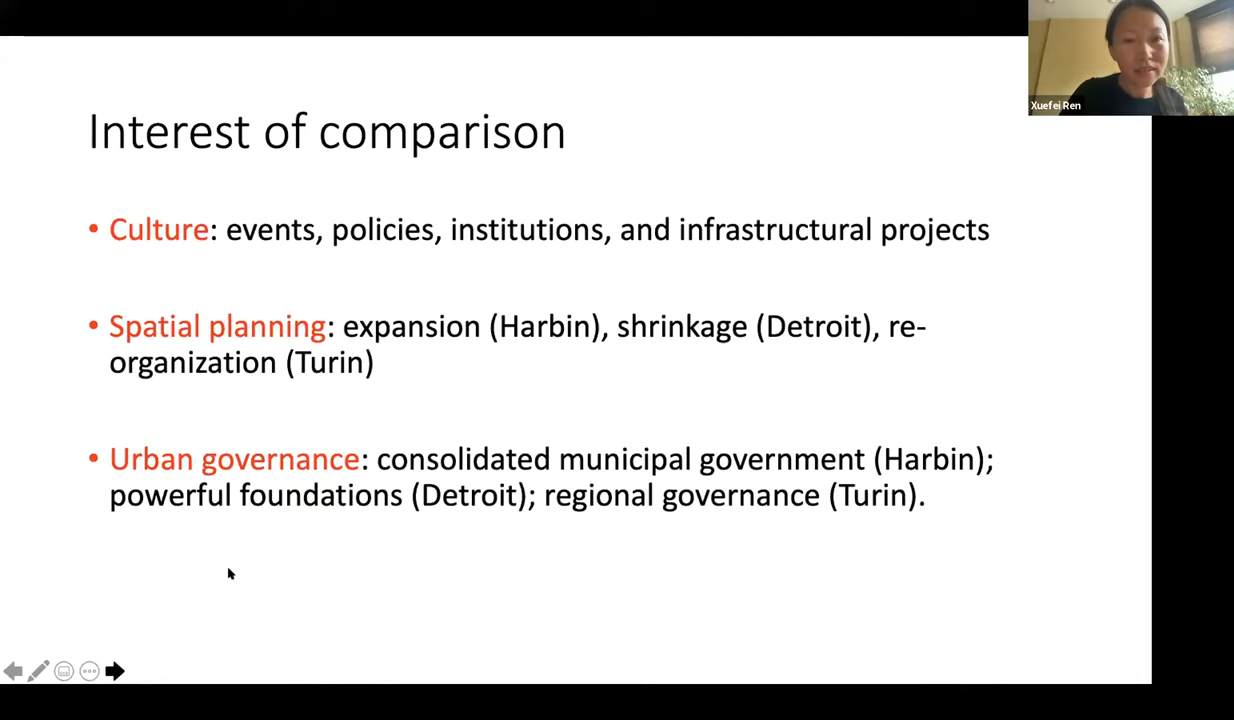 Xuefei Ren
Interest of comparison
• Culture: events, policies, institutions, and infrastructural projects
• Spatial planning: expansion (Harbin), shrinkage (Detroit), re-
organization (Turin)
• Urban governance: consolidated municipal government (Harbin);
powerful foundations (Detroit); regional governance (Turin).